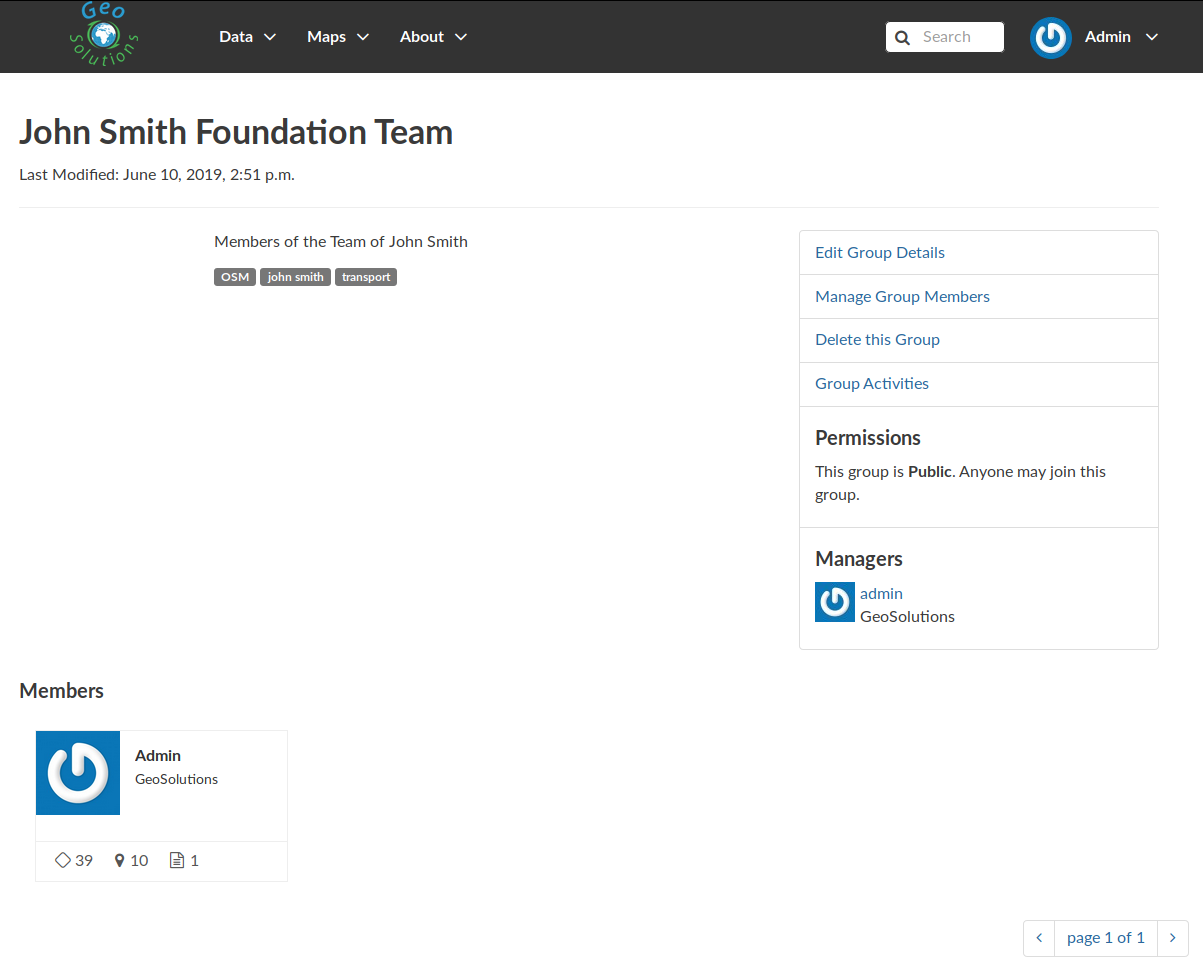 Geo
Solutions
Data
Maps
About
Search
Admin
John Smith Foundation Team
Last Modified: June 10, 2019, 2:51 p.m.
Members of the Team of John Smith
OSM john smith transport
Edit Group Details
Manage Group Members
Delete this Group
Group Activities
Permissions
This group is Public. Anyone may join this
group.
Managers
admin
GeoSolutions
Members
Admin
GeoSolutions
39 10 1
page 1 of 1